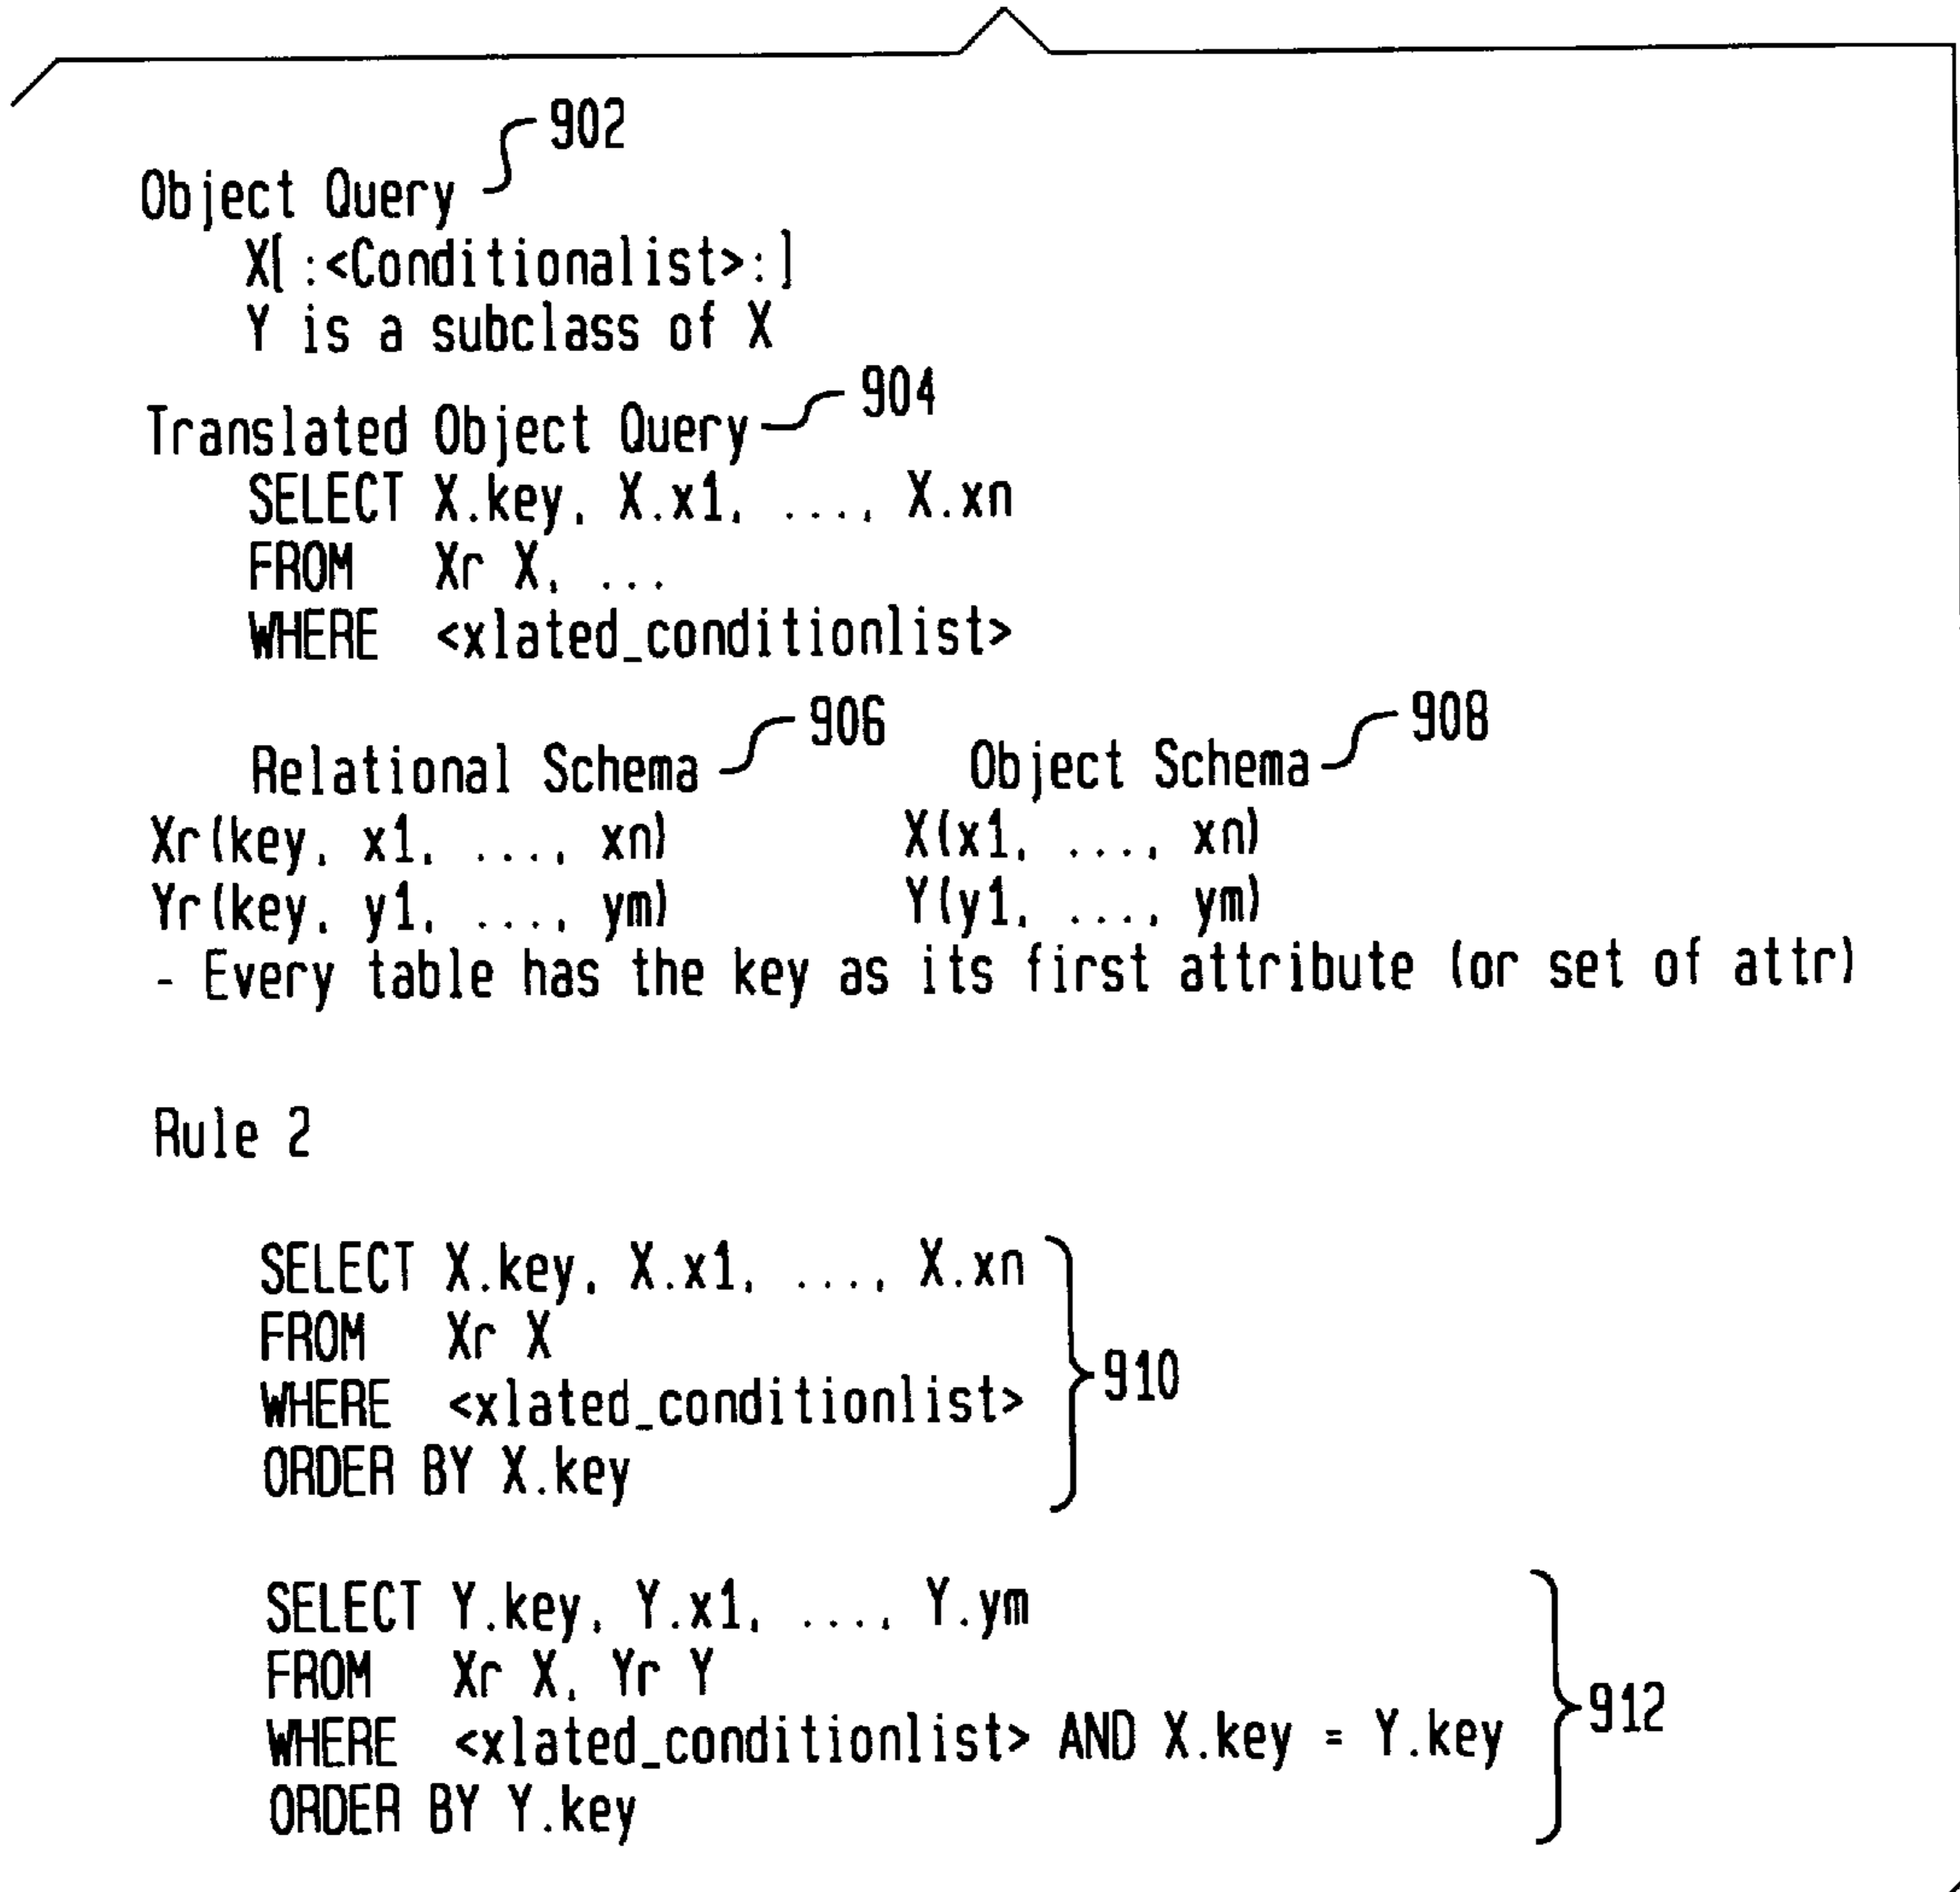 902
Object Query
X[:<Conditionalist>:]
Y is a subclass of X
904
Translated Object Query
SELECT X.key, X.x1, ..., X.xn
FROM Xr X, ...
WHERE <xlated_conditionlist>
906 908
Relational Schema Object Schema
Xr(key, x1, ..., xn) X(x1, ..., xn)
Yr(key, y1, ..., ym) Y(y1, ..., ym)
- Every table has the key as its first attribute (or set of attr)
Rule 2
SELECT X.key, X.x1, ..., X.xn
FROM Xr X
910
WHERE <xlated_conditionlist>
ORDER BY X.key
SELECT Y.key, Y.x1, ..., Y.ym
FROM Xr X, Yr Y
912
WHERE <xlated_conditionlist> AND X.key = Y.key
ORDER BY Y.key